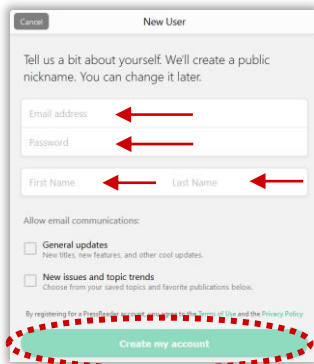 Cancel New User
Tell us a bit about yourself. We'll create a public
nickname. You can change it later.
Email address
Password
First Name Last Name
Allow email communications:
General updates
New titles, new features, and other cool updates.
New issues and topic trends
Choose from your saved topics and favorite publications below.
By registering for a PressReader account, you agree to the Terms of Use and the Privacy Policy
Create my account